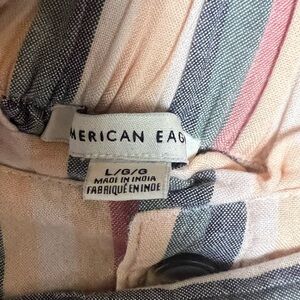 MERICAN EAG
L/G/G
MADE IN INDIA
FABRIQUÉ EN INDE